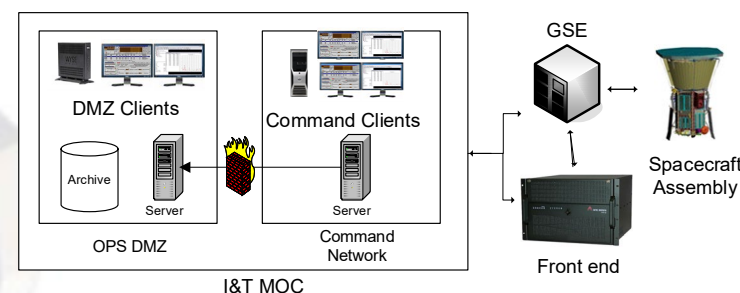 GSE
DMZ Clients
Command Clients
Archive
Server
Server
Spacecraft
Assembly
OPS DMZ
Command
Network
Front end
I&T MOC